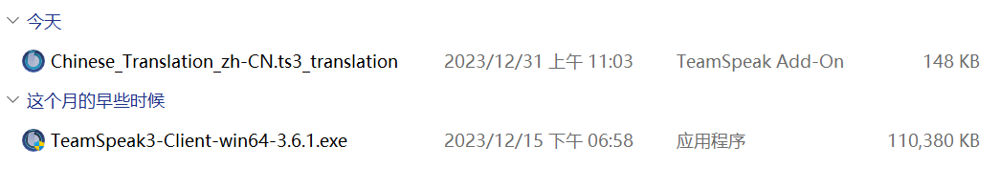 今天
Chinese_Translation_zh-CN.ts3_translation 2023/12/31 上午 11:03 TeamSpeak Add-On 148 KB
这个月的早些时候
TeamSpeak3-Client-win64-3.6.1.exe 2023/12/15 下午 06:58 应用程序 110,380 KB